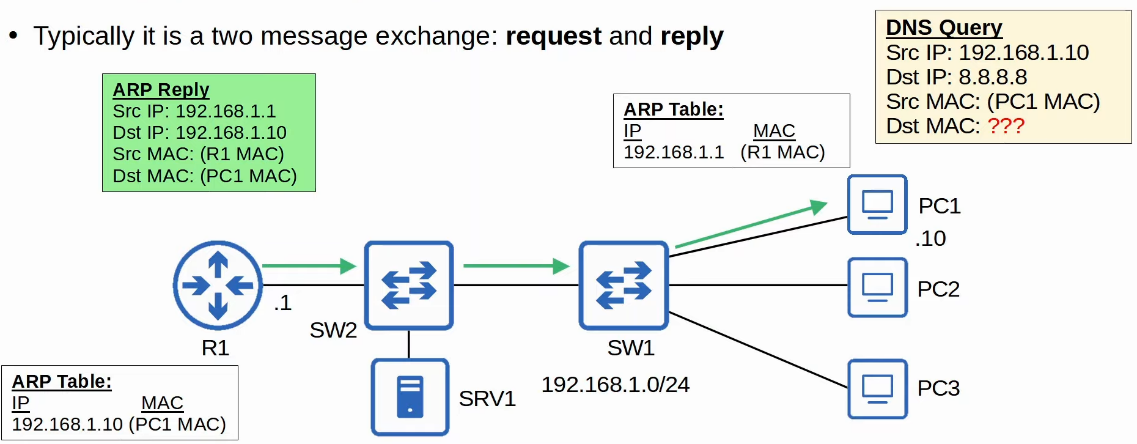 • Typically it is a two message exchange: request and reply
DNS Query
Src IP: 192.168.1.10
Dst IP: 8.8.8.8
Src MAC: (PC1 MAC)
Dst MAC: ???
ARP Reply
Src IP: 192.168.1.1
Dst IP: 192.168.1.10
Src MAC: (R1 MAC)
Dst MAC: (PC1 MAC)
ARP Table:
IP MAC
192.168.1.1 (R1 MAC)
PC1
.10
PC2
.1
SW2
R1
SW1
PC3
192.168.1.0/24
SRV1
ARP Table:
IP MAC
192.168.1.10 (PC1 MAC)